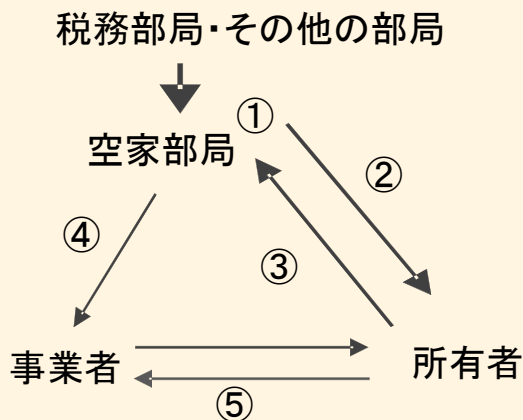 税務部局・その他の部局
①
空家部局
②
④
③
事業者
所有者
⑤